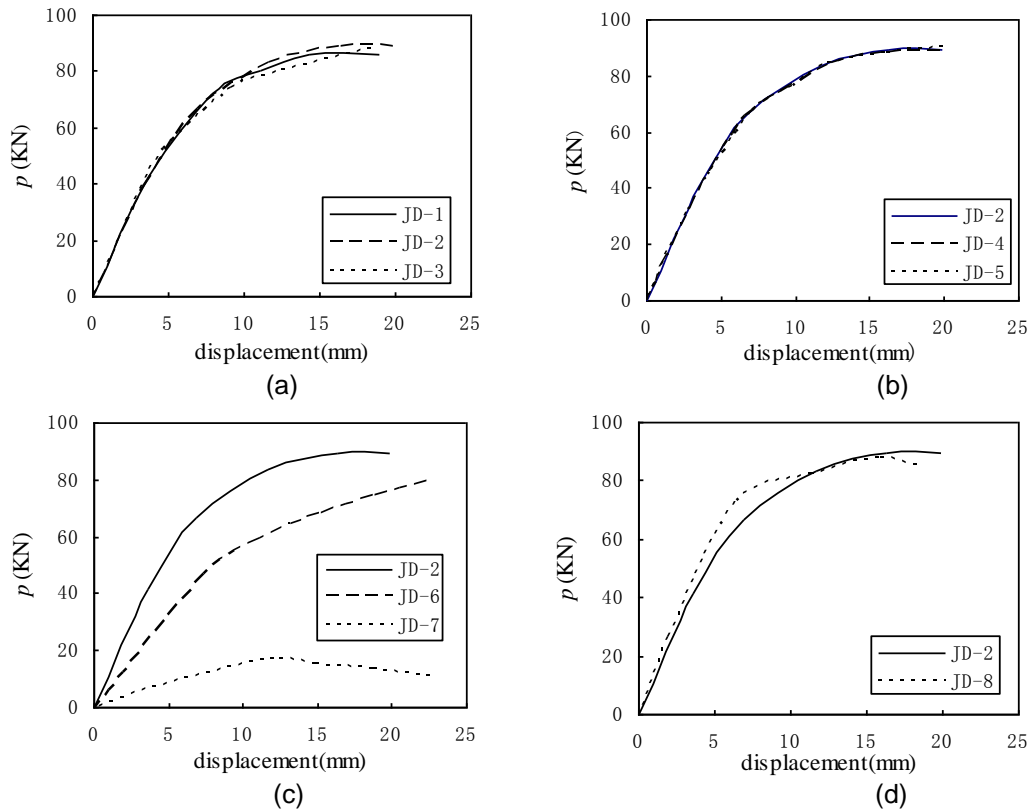 100
80
60
40
20
0
p (KN)
JD-1
JD-2
JD-3
0 5 10 15 20 25
displacement(mm)
(a)
100
80
60
40
20
0
p (KN)
JD-2
JD-4
JD-5
0 5 10 15 20 25
displacement(mm)
(b)
100
80
60
40
20
0
p (KN)
JD-2
JD-6
JD-7
0 5 10 15 20 25
displacement(mm)
(c)
100
80
60
40
20
0
p (KN)
JD-2
JD-8
0 5 10 15 20 25
displacement(mm)
(d)